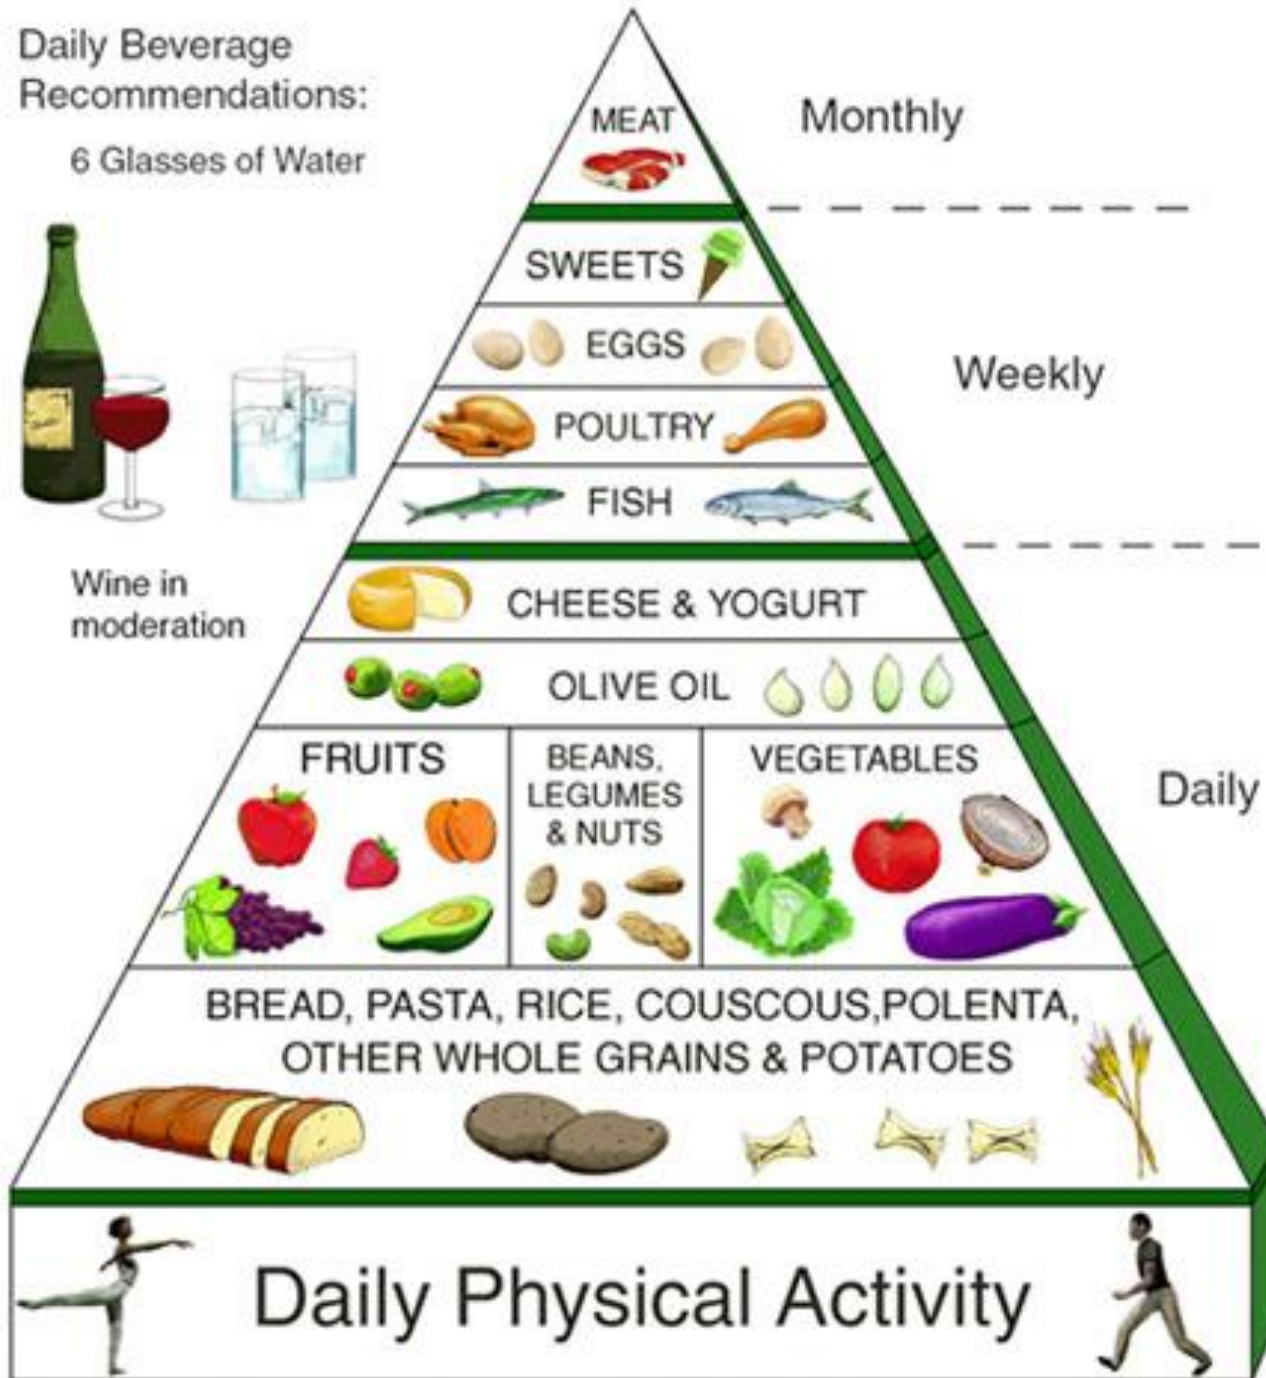 Daily Beverage
Recommendations:
6 Glasses of Water
Wine in
moderation
MEAT
Monthly
SWEETS
EGGS
POULTRY
FISH
Weekly
CHEESE & YOGURT
OLIVE OIL
FRUITS
BEANS,
LEGUMES
& NUTS
VEGETABLES
Daily
BREAD, PASTA, RICE, COUSCOUS,POLENTA,
OTHER WHOLE GRAINS & POTATOES
Daily Physical Activity